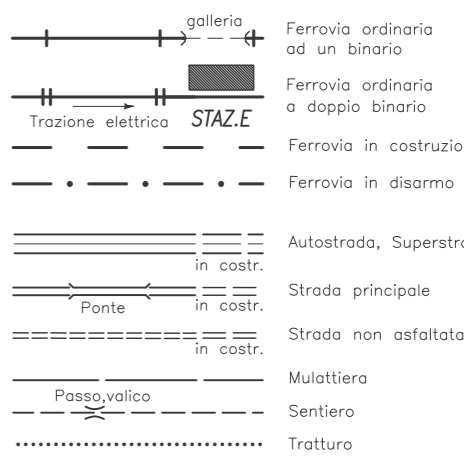 galleria
Ferrovia ordinaria
ad un binario
Ferrovia ordinaria
a doppio binario
Trazione elettrica
STAZ.E
Ferrovia in costruzio
Ferrovia in disarmo
Autostrada, Superstra
in costr.
Strada principale
Ponte
in costr.
Strada non asfaltata
in costr.
Mulattiera
Passo,valico
Sentiero
Tratturo